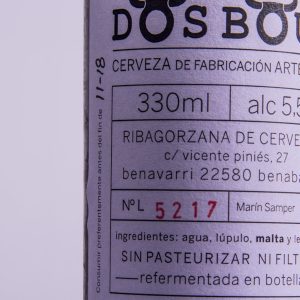 DOS BOU
CERVEZA DE FABRICACIÓN ARTE
330ml alc 5,5
RIBAGORZANA DE CERVE
c/ vicente piniés, 27
benavarri 22580 benaba
Nº L 5217 Marín Samper
ingredientes: agua, lúpulo, malta y le
SIN PASTEURIZAR NI FILT
refermentada en botella
Consumir preferentemente antes del fin de 11-18